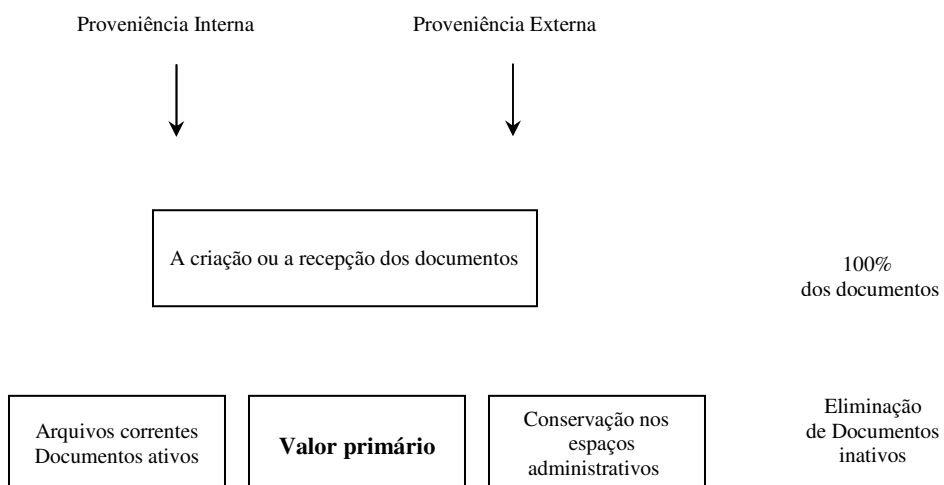 Proveniência Interna
Proveniência Externa
A criação ou a recepção dos documentos
100%
dos documentos
Arquivos correntes
Documentos ativos
Valor primário
Conservação nos
espaços
administrativos
Eliminação
de Documentos
inativos